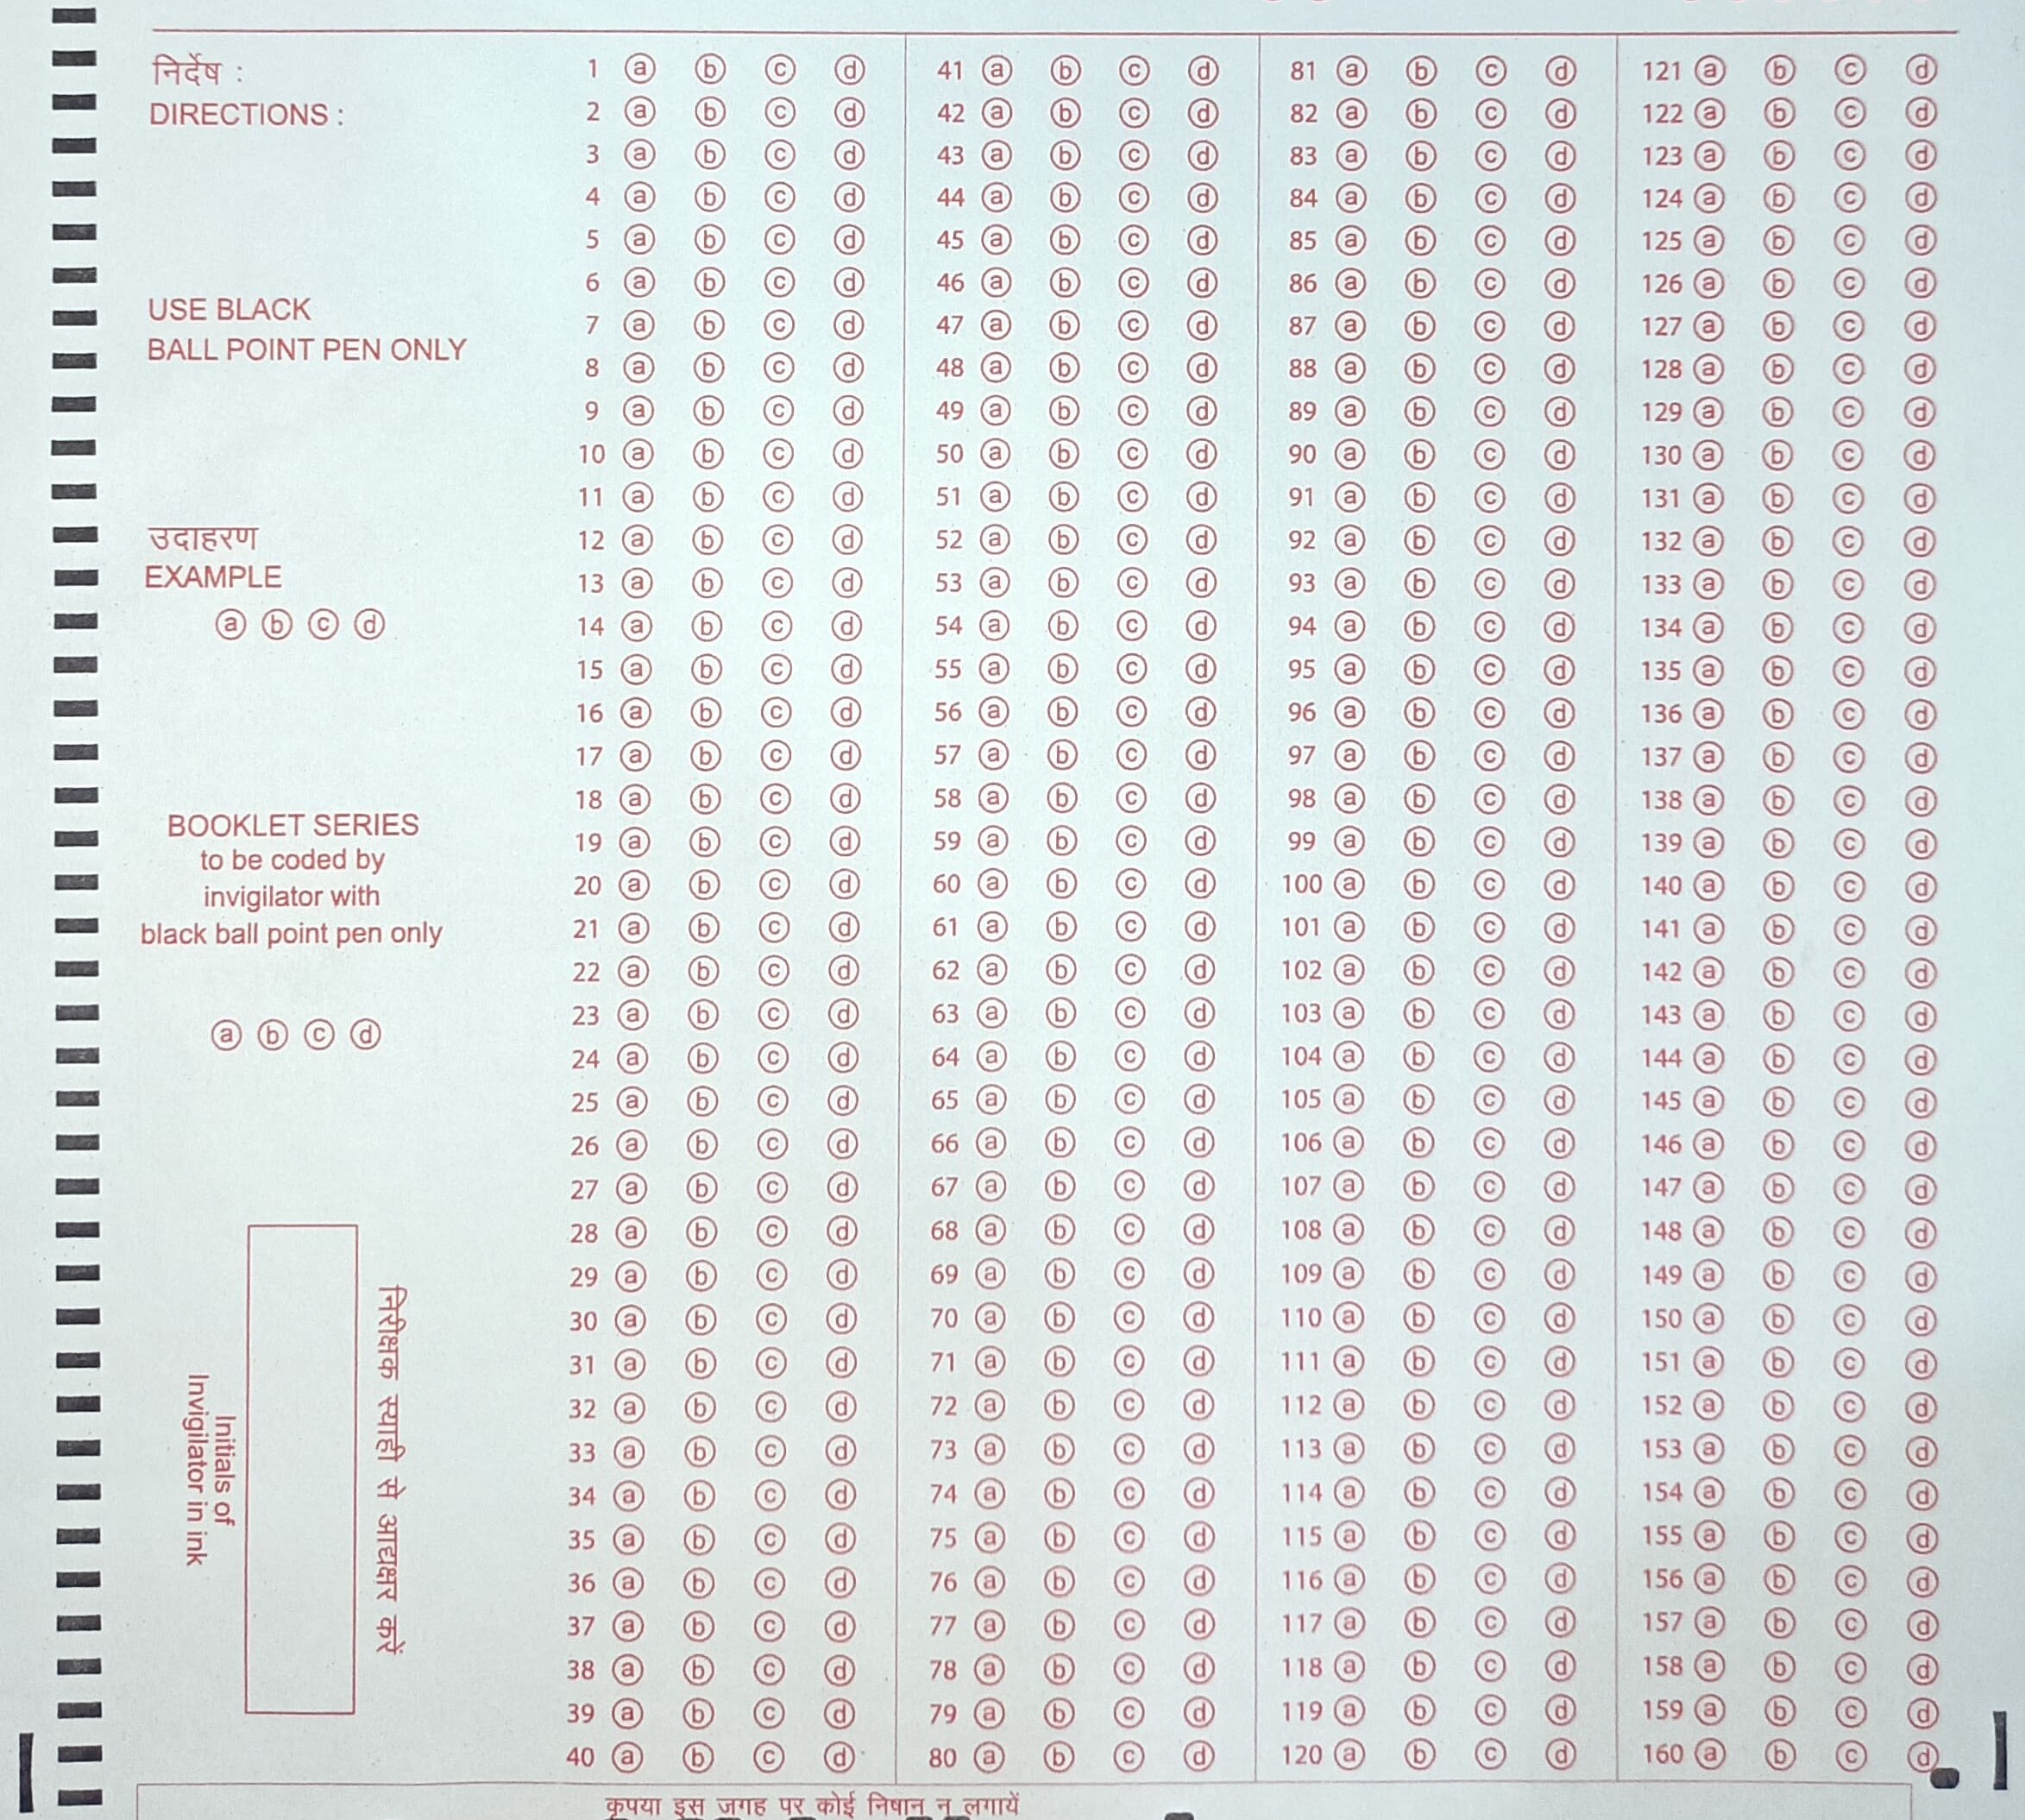 निर्देष :
DIRECTIONS :
USE BLACK
BALL POINT PEN ONLY
उदाहरण
EXAMPLE
a b c d
BOOKLET SERIES
to be coded by
invigilator with
black ball point pen only
a b c d
Initials of
Invigilator in ink
निरीक्षक स्याही से आद्यक्षर करें
1 a b c d
2 a b c d
3 a b c d
4 a b c d
5 a b c d
6 a b c d
7 a b c d
8 a b c d
9 a b c d
10 a b c d
11 a b c d
12 a b c d
13 a b c d
14 a b c d
15 a b c d
16 a b c d
17 a b c d
18 a b c d
19 a b c d
20 a b c d
21 a b c d
22 a b c d
23 a b c d
24 a b c d
25 a b c d
26 a b c d
27 a b c d
28 a b c d
29 a b c d
30 a b c d
31 a b c d
32 a b c d
33 a b c d
34 a b c d
35 a b c d
36 a b c d
37 a b c d
38 a b c d
39 a b c d
40 a b c d
41 a b c d
42 a b c d
43 a b c d
44 a b c d
45 a b c d
46 a b c d
47 a b c d
48 a b c d
49 a b c d
50 a b c d
51 a b c d
52 a b c d
53 a b c d
54 a b c d
55 a b c d
56 a b c d
57 a b c d
58 a b c d
59 a b c d
60 a b c d
61 a b c d
62 a b c d
63 a b c d
64 a b c d
65 a b c d
66 a b c d
67 a b c d
68 a b c d
69 a b c d
70 a b c d
71 a b c d
72 a b c d
73 a b c d
74 a b c d
75 a b c d
76 a b c d
77 a b c d
78 a b c d
79 a b c d
80 a b c d
81 a b c d
82 a b c d
83 a b c d
84 a b c d
85 a b c d
86 a b c d
87 a b c d
88 a b c d
89 a b c d
90 a b c d
91 a b c d
92 a b c d
93 a b c d
94 a b c d
95 a b c d
96 a b c d
97 a b c d
98 a b c d
99 a b c d
100 a b c d
101 a b c d
102 a b c d
103 a b c d
104 a b c d
105 a b c d
106 a b c d
107 a b c d
108 a b c d
109 a b c d
110 a b c d
111 a b c d
112 a b c d
113 a b c d
114 a b c d
115 a b c d
116 a b c d
117 a b c d
118 a b c d
119 a b c d
120 a b c d
121 a b c d
122 a b c d
123 a b c d
124 a b c d
125 a b c d
126 a b c d
127 a b c d
128 a b c d
129 a b c d
130 a b c d
131 a b c d
132 a b c d
133 a b c d
134 a b c d
135 a b c d
136 a b c d
137 a b c d
138 a b c d
139 a b c d
140 a b c d
141 a b c d
142 a b c d
143 a b c d
144 a b c d
145 a b c d
146 a b c d
147 a b c d
148 a b c d
149 a b c d
150 a b c d
151 a b c d
152 a b c d
153 a b c d
154 a b c d
155 a b c d
156 a b c d
157 a b c d
158 a b c d
159 a b c d
160 a b c d
कृपया इस जगह पर कोई निषान न लगायें